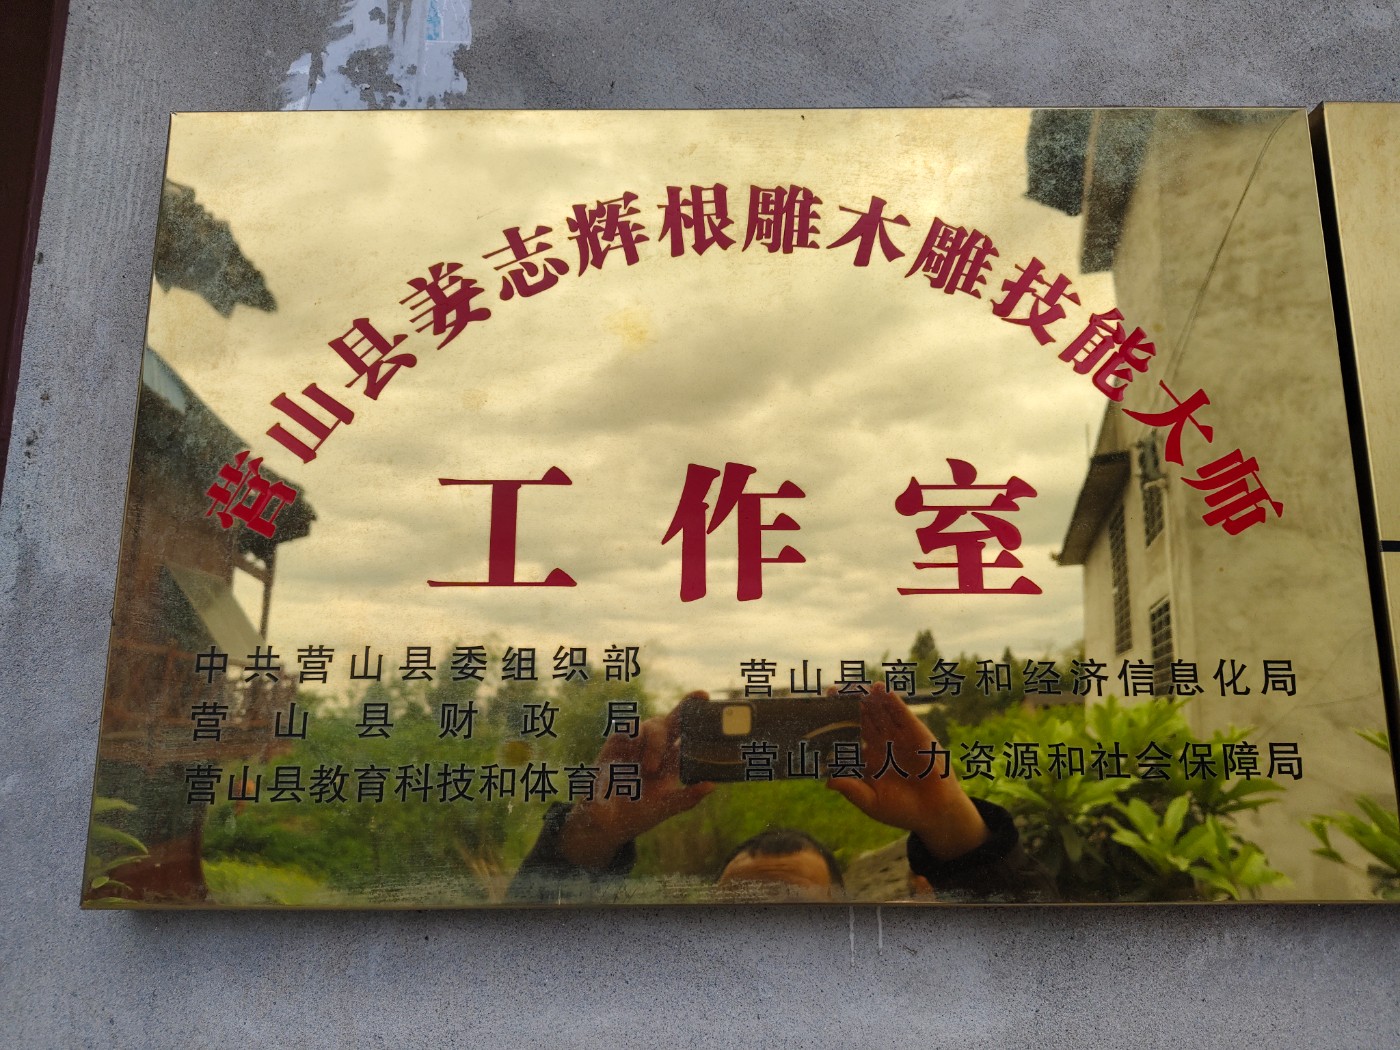 营山县姜志辉根雕木雕技能大师
工作室
中共营山县委组织部
营山县财政局
营山县教育科技和体育局
营山县商务和经济信息化局
营山县人力资源和社会保障局